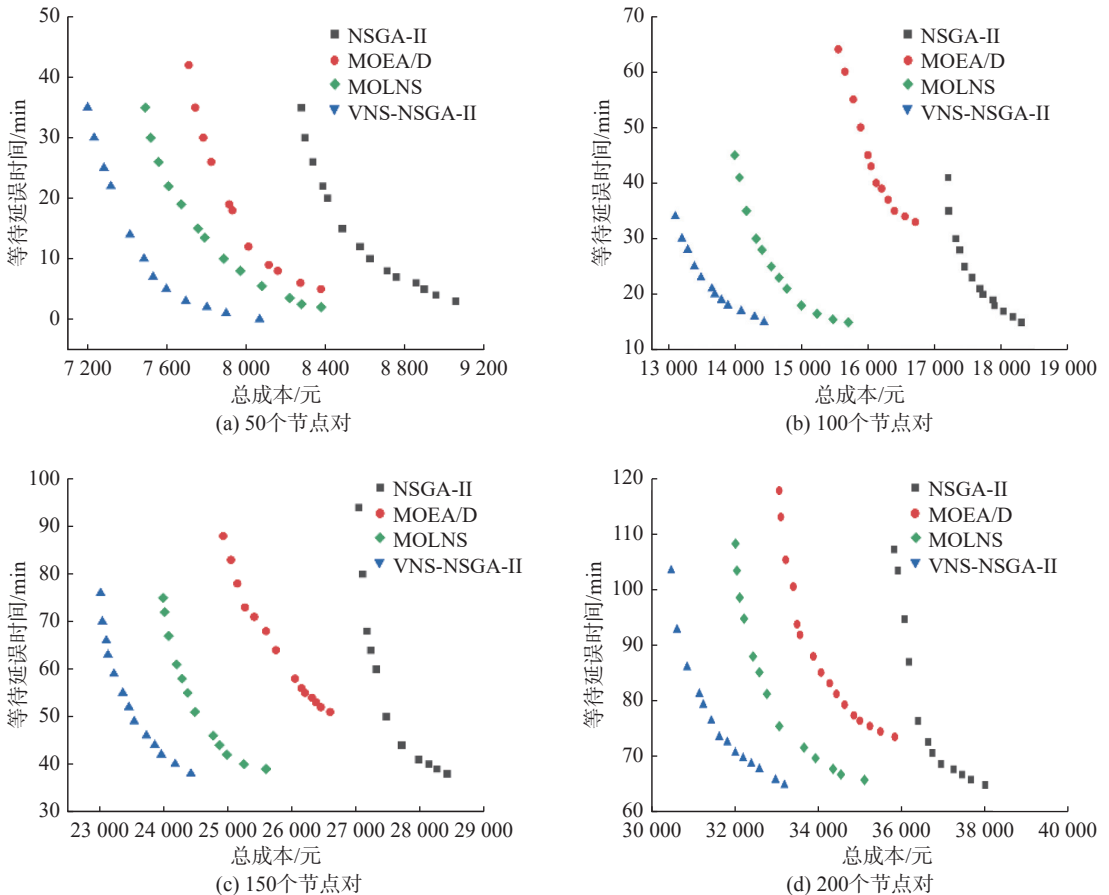 50
40
30
20
10
0
等待延误时间/min
NSGA-II
MOEA/D
MOLNS
VNS-NSGA-II
7 200 7 600 8 000 8 400 8 800 9 200
总成本/元
(a) 50个节点对
70
60
50
40
30
20
10
等待延误时间/min
NSGA-II
MOEA/D
MOLNS
VNS-NSGA-II
13 000 14 000 15 000 16 000 17 000 18 000 19 000
总成本/元
(b) 100个节点对
100
90
80
70
60
50
40
30
等待延误时间/min
NSGA-II
MOEA/D
MOLNS
VNS-NSGA-II
23 000 24 000 25 000 26 000 27 000 28 000 29 000
总成本/元
(c) 150个节点对
120
110
100
90
80
70
60
等待延误时间/min
NSGA-II
MOEA/D
MOLNS
VNS-NSGA-II
30 000 32 000 34 000 36 000 38 000 40 000
总成本/元
(d) 200个节点对